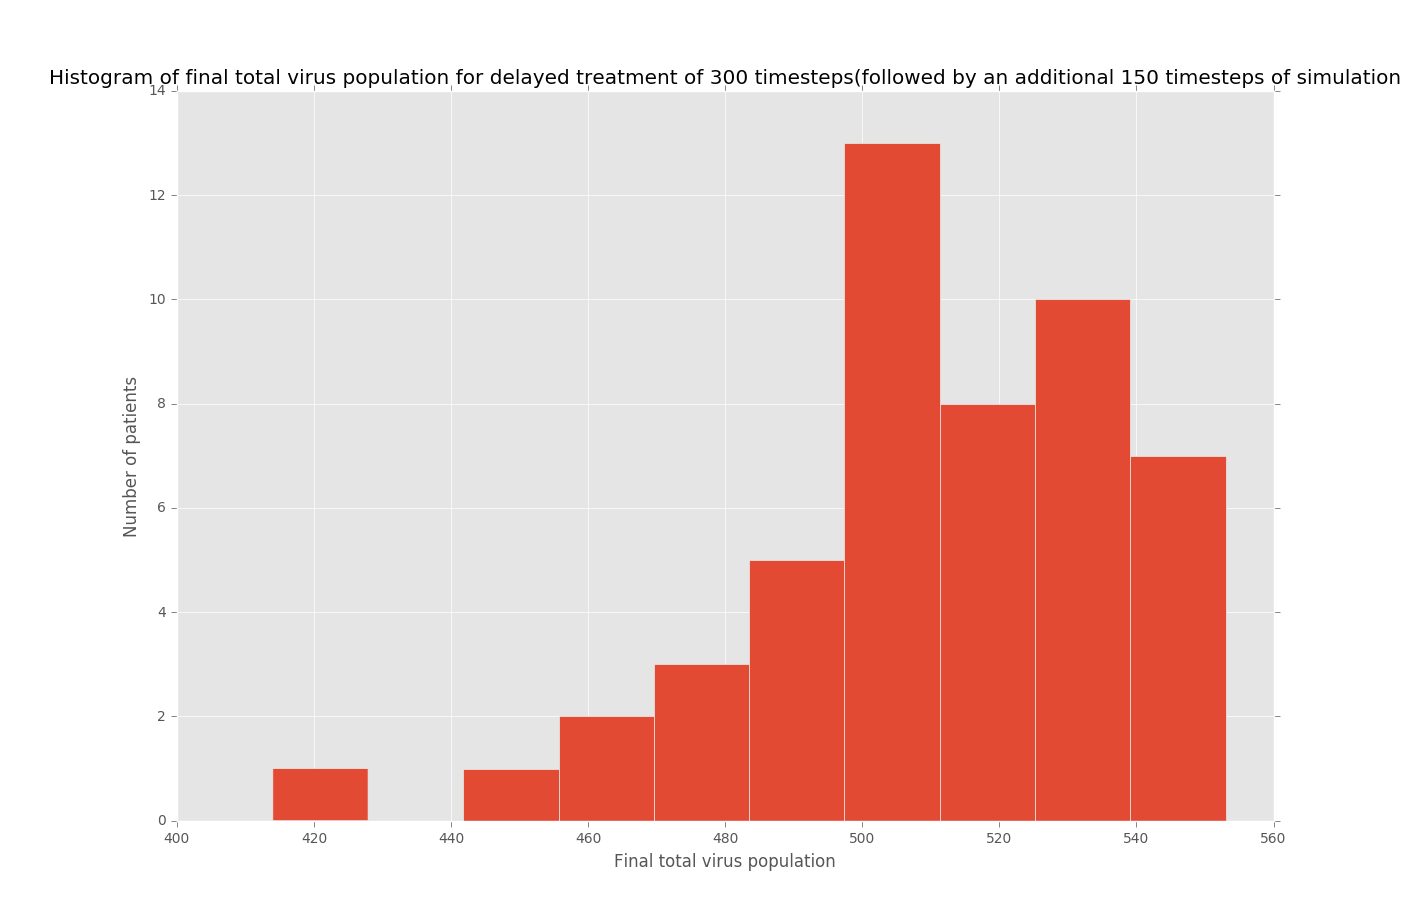 Histogram of final total virus population for delayed treatment of 300 timesteps(followed by an additional 150 timesteps of simulation
14
12
10
8
6
4
2
0
Number of patients
400 420 440 460 480 500 520 540 560
Final total virus population